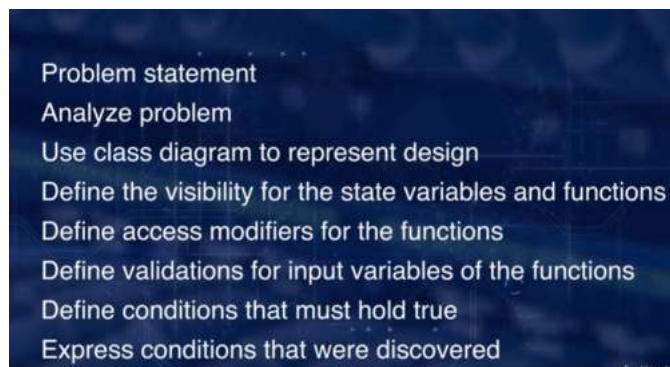 Problem statement
Analyze problem
Use class diagram to represent design
Define the visibility for the state variables and functions
Define access modifiers for the functions
Define validations for input variables of the functions
Define conditions that must hold true
Express conditions that were discovered